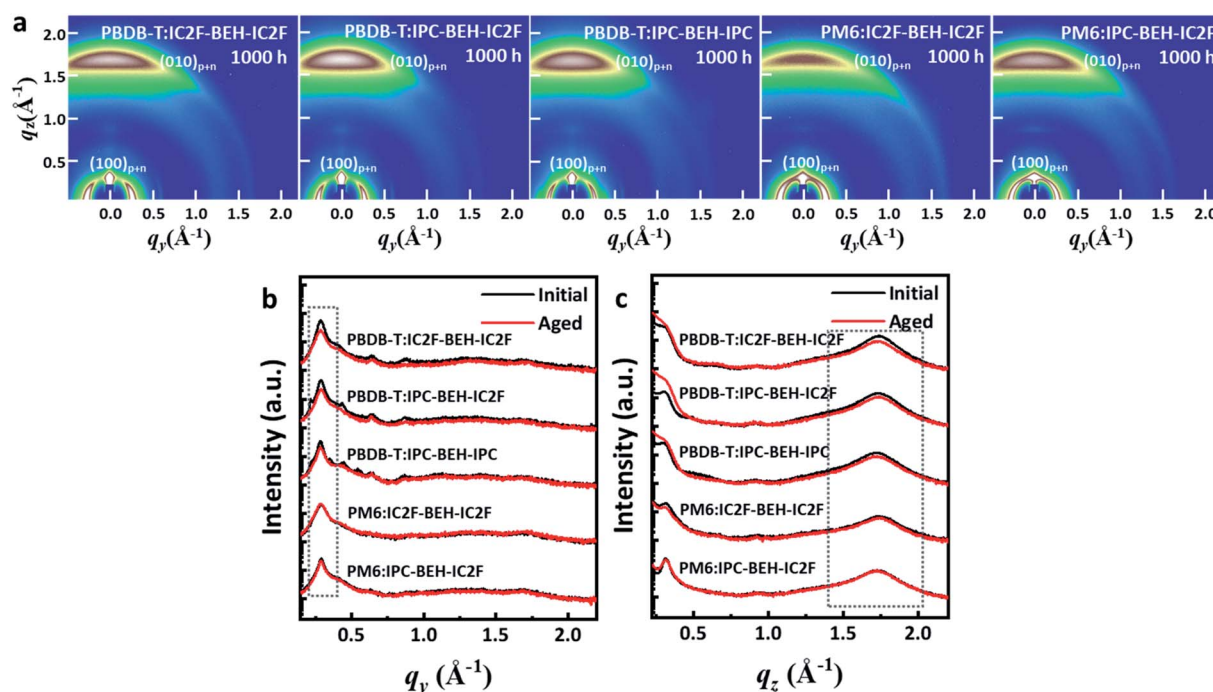 a
PBDB-T:IC2F-BEH-IC2F
1000 h
(010)p+n
(100)p+n
PBDB-T:IPC-BEH-IC2F
1000 h
(010)p+n
(100)p+n
PBDB-T:IPC-BEH-IPC
1000 h
(010)p+n
(100)p+n
PM6:IC2F-BEH-IC2F
1000 h
(010)p+n
(100)p+n
PM6:IPC-BEH-IC2F
1000 h
(010)p+n
(100)p+n
qz(Å-1)
2.0
1.5
1.0
0.5
0.0 0.5 1.0 1.5 2.0
0.0 0.5 1.0 1.5 2.0
0.0 0.5 1.0 1.5 2.0
0.0 0.5 1.0 1.5 2.0
0.0 0.5 1.0 1.5 2.0
qy(Å-1)
qy(Å-1)
qy(Å-1)
qy(Å-1)
qy(Å-1)
b
Initial
Aged
PBDB-T:IC2F-BEH-IC2F
PBDB-T:IPC-BEH-IC2F
PBDB-T:IPC-BEH-IPC
PM6:IC2F-BEH-IC2F
PM6:IPC-BEH-IC2F
Intensity (a.u.)
0.5 1.0 1.5 2.0
qy (Å-1)
c
Initial
Aged
PBDB-T:IC2F-BEH-IC2F
PBDB-T:IPC-BEH-IC2F
PBDB-T:IPC-BEH-IPC
PM6:IC2F-BEH-IC2F
PM6:IPC-BEH-IC2F
Intensity (a.u.)
0.5 1.0 1.5 2.0
qz (Å-1)